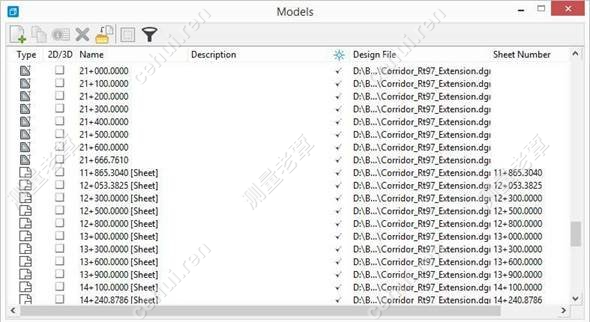 Models
Type 2D/3D Name Description Design File Sheet Number
21+000.0000 D:\B...\Corridor_Rt97_Extension.dgn
21+100.0000 D:\B...\Corridor_Rt97_Extension.dgn
21+200.0000 D:\B...\Corridor_Rt97_Extension.dgn
21+300.0000 D:\B...\Corridor_Rt97_Extension.dgn
21+400.0000 D:\B...\Corridor_Rt97_Extension.dgn
21+500.0000 D:\B...\Corridor_Rt97_Extension.dgn
21+600.0000 D:\B...\Corridor_Rt97_Extension.dgn
21+666.7610 D:\B...\Corridor_Rt97_Extension.dgn
11+865.3040 [Sheet] D:\B...\Corridor_Rt97_Extension.dgn 11+865.3040
12+053.3825 [Sheet] D:\B...\Corridor_Rt97_Extension.dgn 12+053.3825
12+300.0000 [Sheet] D:\B...\Corridor_Rt97_Extension.dgn 12+300.0000
12+500.0000 [Sheet] D:\B...\Corridor_Rt97_Extension.dgn 12+500.0000
12+800.0000 [Sheet] D:\B...\Corridor_Rt97_Extension.dgn 12+800.0000
13+000.0000 [Sheet] D:\B...\Corridor_Rt97_Extension.dgn 13+000.0000
13+300.0000 [Sheet] D:\B...\Corridor_Rt97_Extension.dgn 13+300.0000
13+600.0000 [Sheet] D:\B...\Corridor_Rt97_Extension.dgn 13+600.0000
13+900.0000 [Sheet] D:\B...\Corridor_Rt97_Extension.dgn 13+900.0000
14+100.0000 [Sheet] D:\B...\Corridor_Rt97_Extension.dgn 14+100.0000
14+240.8786 [Sheet] D:\B...\Corridor_Rt97_Extension.dgn 14+240.8786
cehui.ren
测量老覃